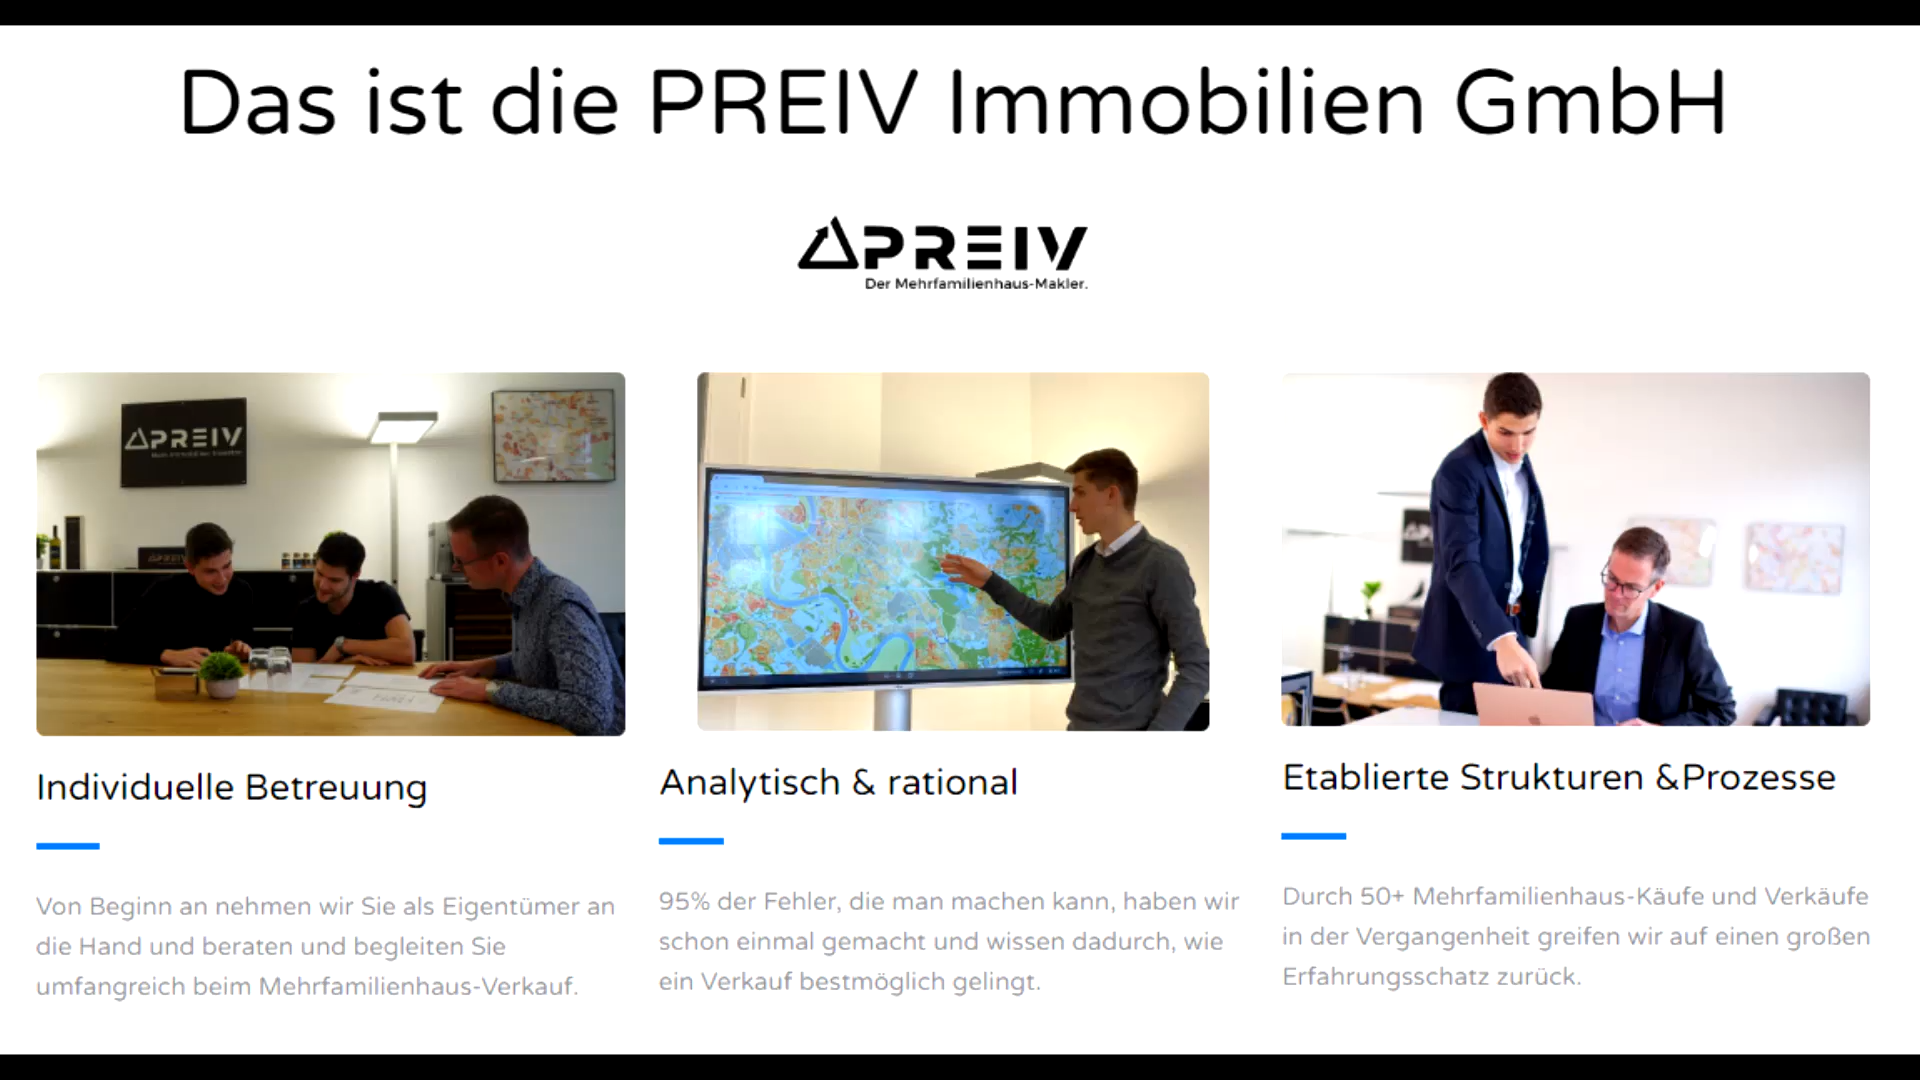 Das ist die PREIV Immobilien GmbH
PREIV
Der Mehrfamilienhaus-Makler.
PREIV
Individuelle Betreuung
Von Beginn an nehmen wir Sie als Eigentümer an
die Hand und beraten und begleiten Sie
umfangreich beim Mehrfamilienhaus-Verkauf.
Analytisch & rational
95% der Fehler, die man machen kann, haben wir
schon einmal gemacht und wissen dadurch, wie
ein Verkauf bestmöglich gelingt.
Etablierte Strukturen &Prozesse
Durch 50+ Mehrfamilienhaus-Käufe und Verkäufe
in der Vergangenheit greifen wir auf einen großen
Erfahrungsschatz zurück.